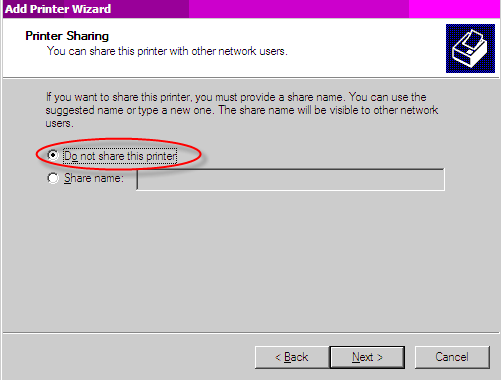 Add Printer Wizard
Printer Sharing
You can share this printer with other network users.
If you want to share this printer, you must provide a share name. You can use the
suggested name or type a new one. The share name will be visible to other network
users.
Do not share this printer
Share name:
< Back Next > Cancel